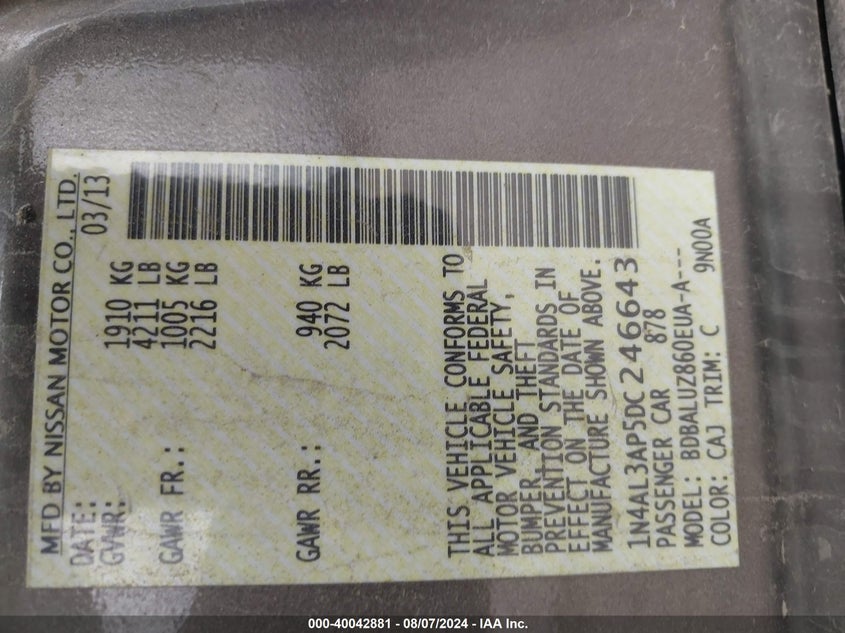 MFD BY NISSAN MOTOR CO., LTD.
DATE: 03/13
GVWR: 1910 KG
4211 LB
GAWR FR.: 1005 KG
2216 LB
GAWR RR.: 940 KG
2072 LB
THIS VEHICLE CONFORMS TO
ALL APPLICABLE FEDERAL
MOTOR VEHICLE SAFETY,
BUMPER, AND THEFT
PREVENTION STANDARDS IN
EFFECT ON THE DATE OF
MANUFACTURE SHOWN ABOVE.
1N4AL3AP5DC246643
PASSENGER CAR 878
MODEL: BDBALUZ860EUA-A---
COLOR: CAJ TRIM: C 9N00A
000-40042881 - 08/07/2024 - IAA Inc.